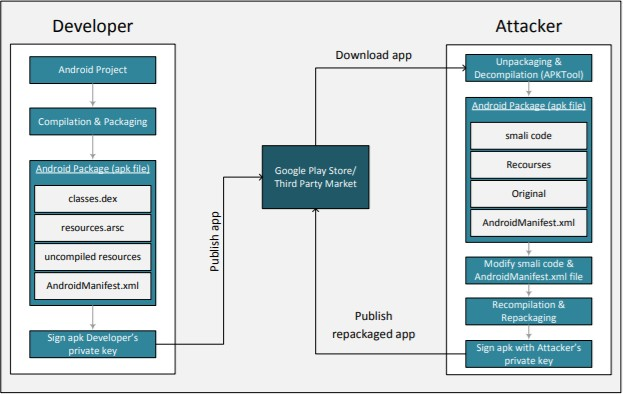 Developer
Android Project
Compilation & Packaging
Android Package (apk file)
classes.dex
resources.arsc
uncompiled resources
AndroidManifest.xml
Sign apk Developer's
private key
Publish app
Google Play Store/
Third Party Market
Download app
Publish
repackaged app
Attacker
Unpackaging &
Decompilation (APKTool)
Android Package (apk file)
smali code
Recourses
Original
AndroidManifest.xml
Modify smali code &
AndroidManifest.xml file
Recompilation &
Repackaging
Sign apk with Attacker's
private key